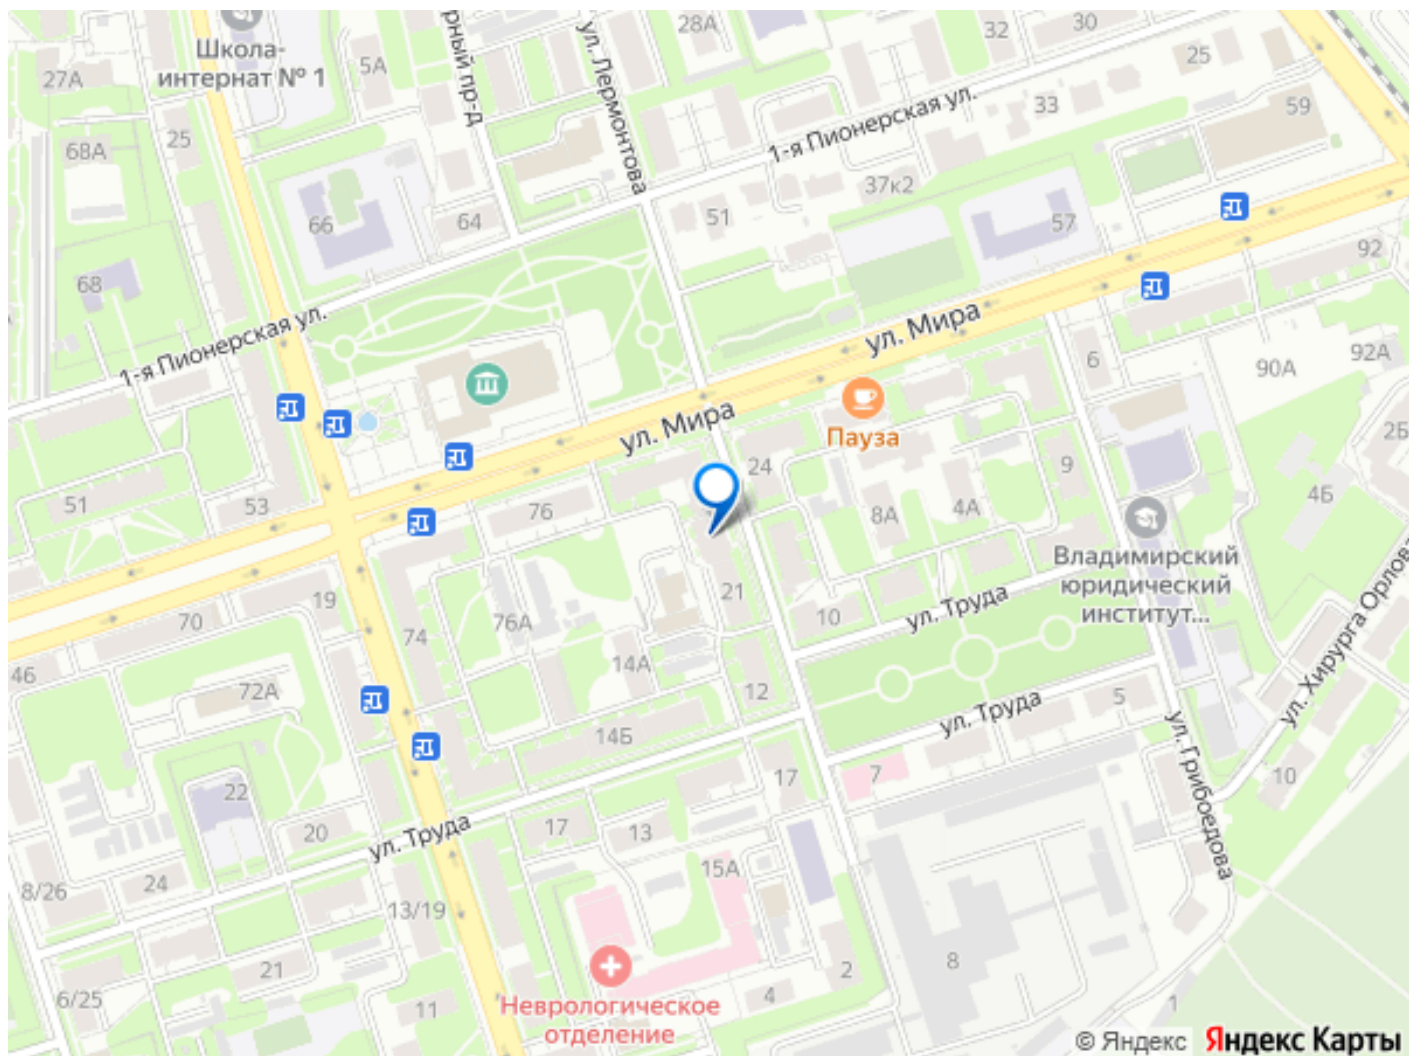 28А
32
30
Школа-
интернат № 1
5А
рный пр-д
ул. Лермонтова
25
27А
33
59
1-я Пионерская ул.
25
68А
37к2
66
64
51
57
92
68
ул. Мира
1-я Пионерская ул.
6
92А
90А
ул. Мира
Пауза
2Б
24
9
51
53
76
8А
4А
4Б
Владимирский
юридический
институт...
21
19
70
74
76А
10
ул. Труда
ул. Хирурга Орлова
46
72А
14А
12
5
ул. Труда
14Б
ул. Грибоедова
17
7
10
22
20
ул. Труда
17
13
15А
8/26
24
13/19
21
2
8
6/25
11
Неврологическое
отделение
4
1
© Яндекс Яндекс Карты